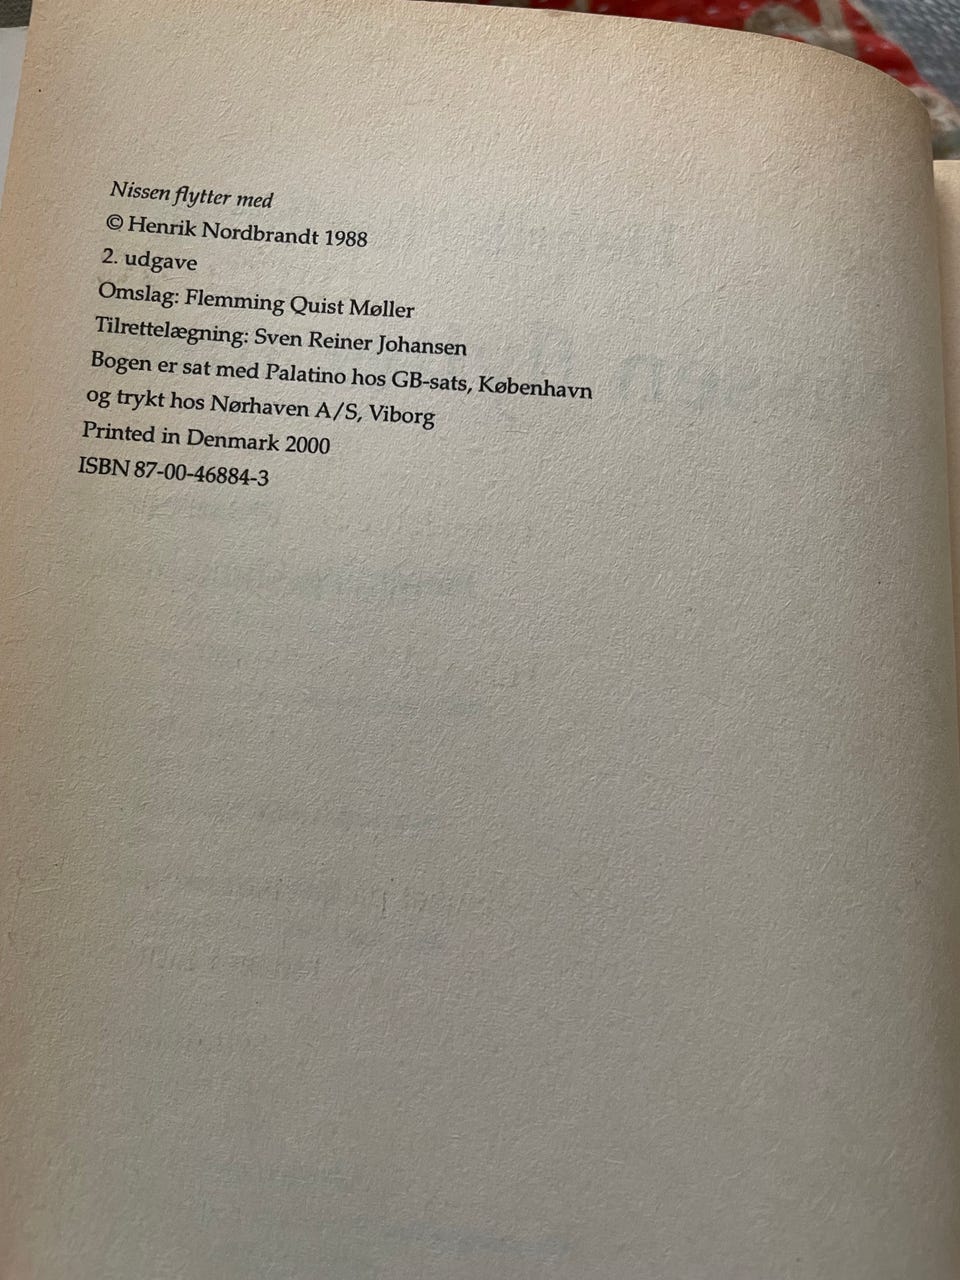 Nissen flytter med
© Henrik Nordbrandt 1988
2. udgave
Omslag: Flemming Quist Møller
Tilrettelægning: Sven Reiner Johansen
Bogen er sat med Palatino hos GB-sats, København
og trykt hos Nørhaven A/S, Viborg
Printed in Denmark 2000
ISBN 87-00-46884-3